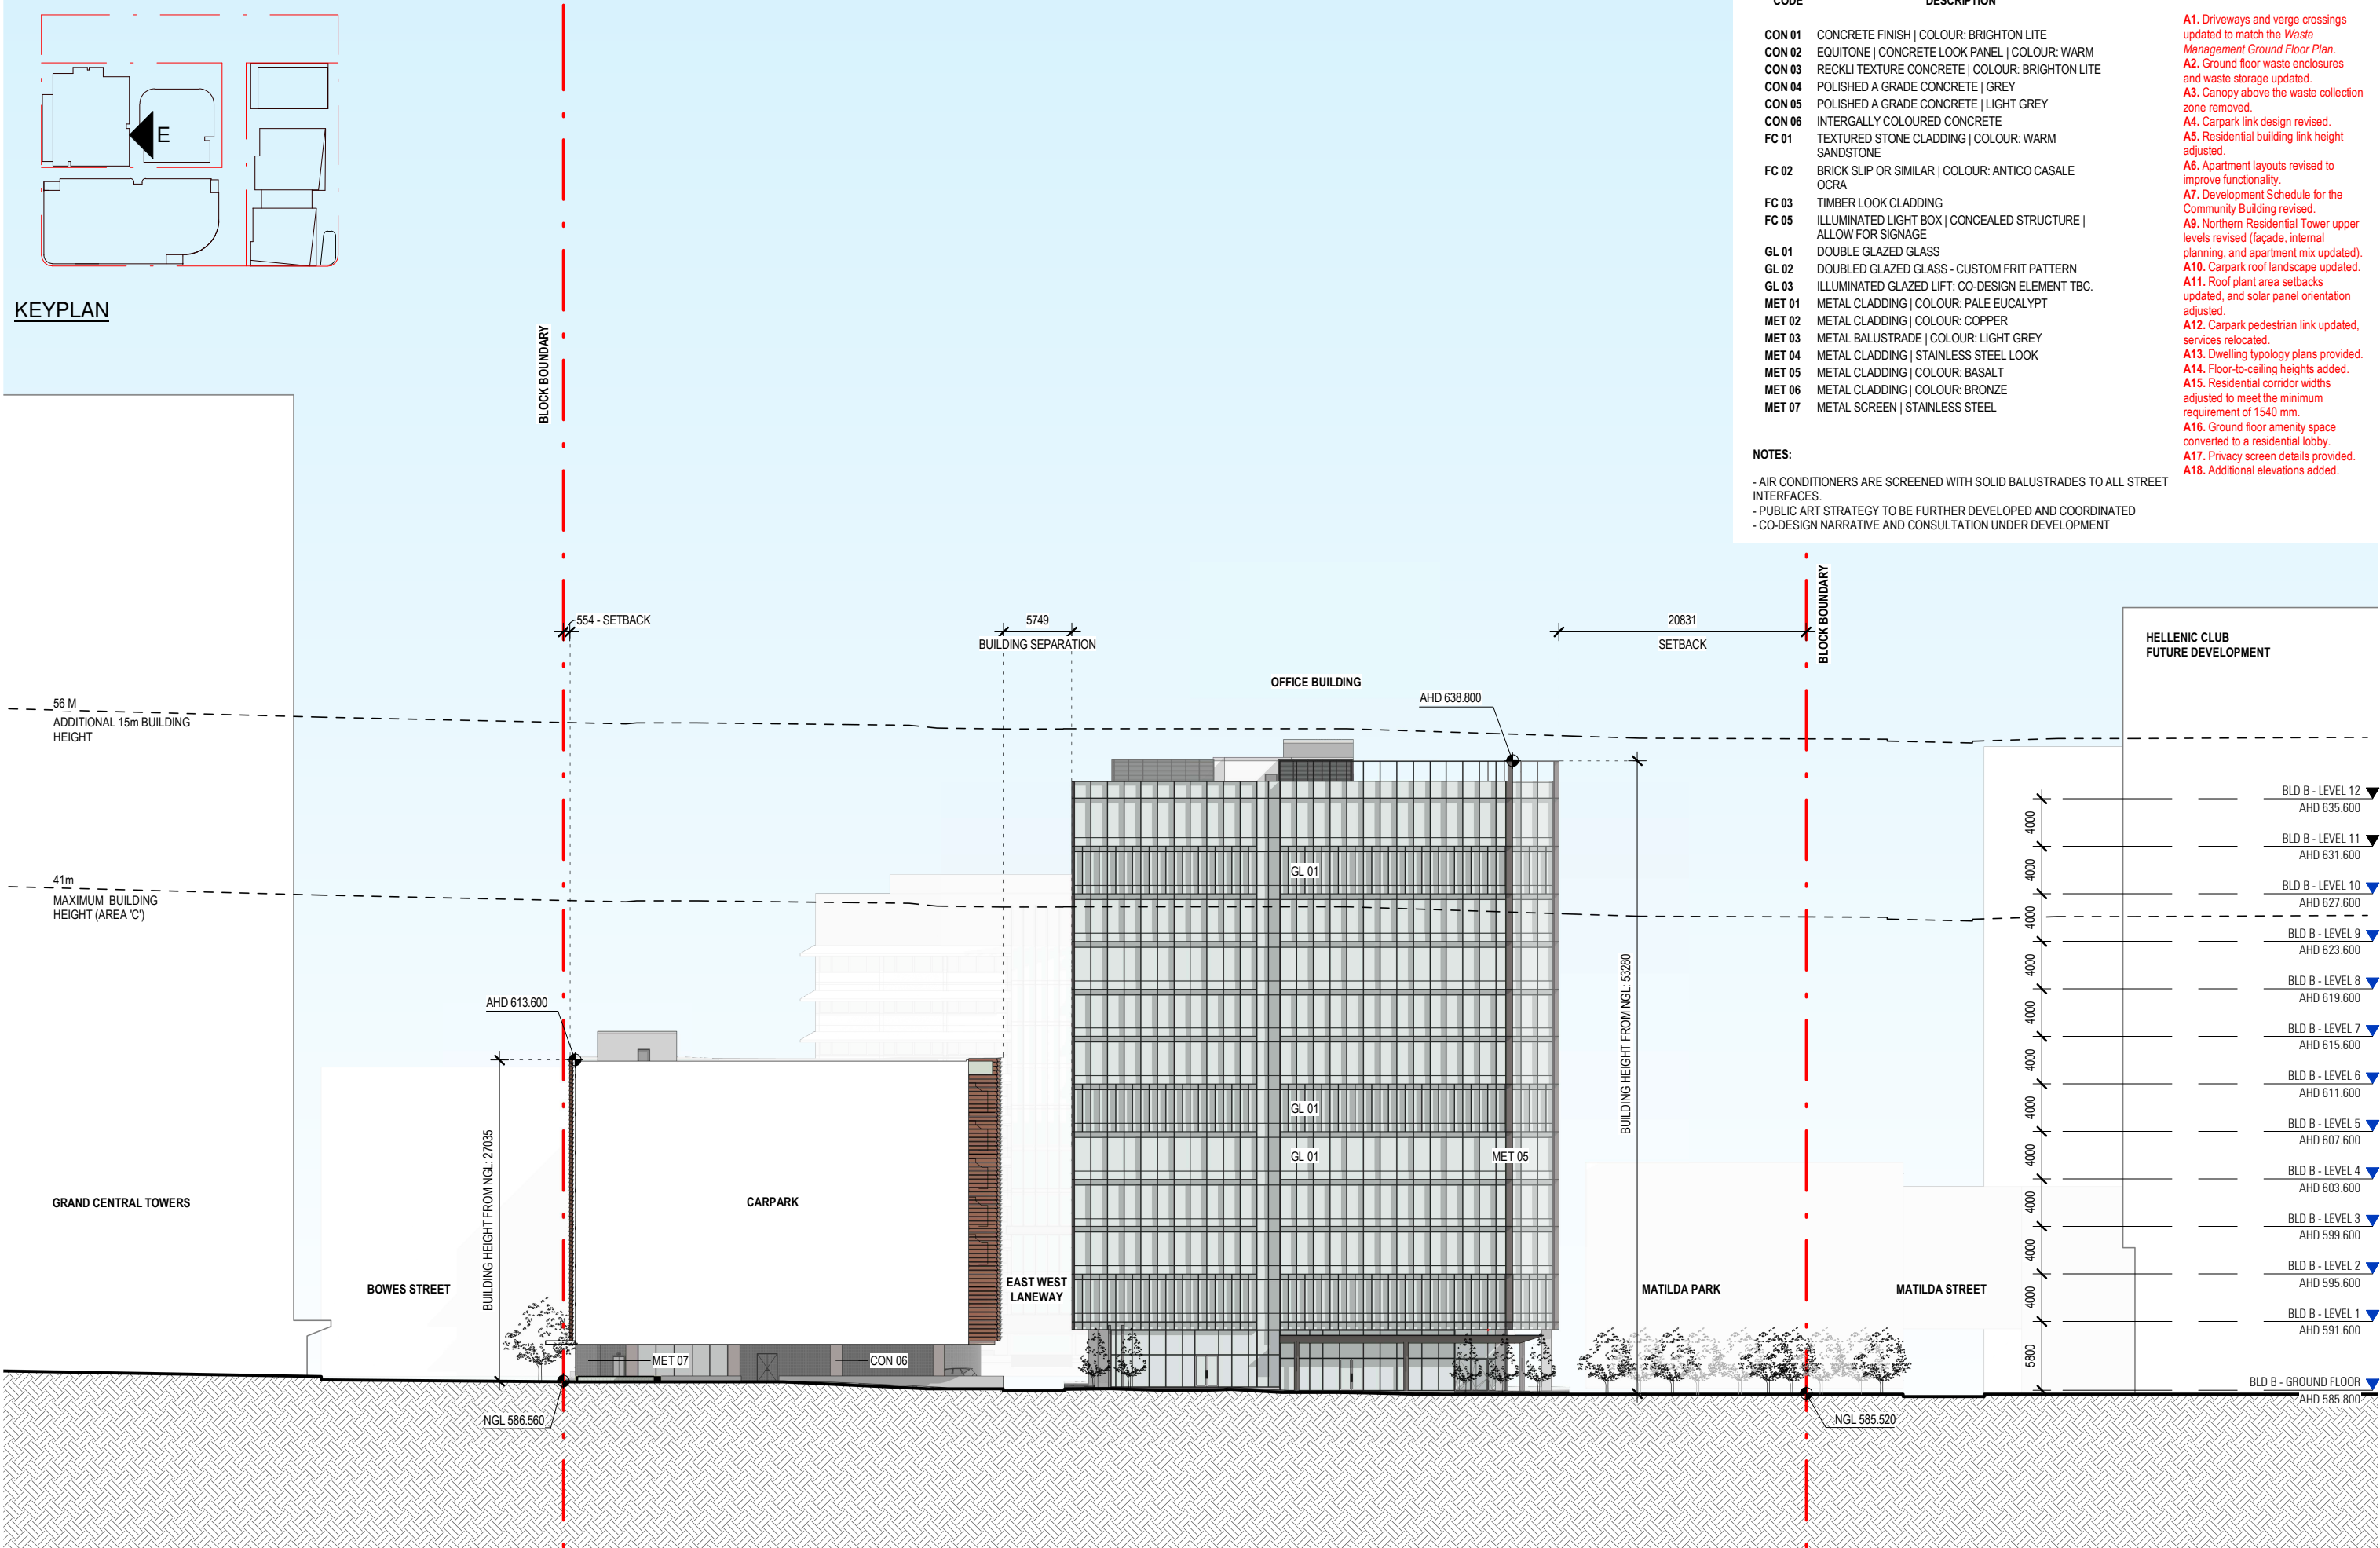 CODE DESCRIPTION
CON 01 CONCRETE FINISH | COLOUR: BRIGHTON LITE
CON 02 EQUITONE | CONCRETE LOOK PANEL | COLOUR: WARM
CON 03 RECKLI TEXTURE CONCRETE | COLOUR: BRIGHTON LITE
CON 04 POLISHED A GRADE CONCRETE | GREY
CON 05 POLISHED A GRADE CONCRETE | LIGHT GREY
CON 06 INTERGALLY COLOURED CONCRETE
FC 01 TEXTURED STONE CLADDING | COLOUR: WARM
SANDSTONE
FC 02 BRICK SLIP OR SIMILAR | COLOUR: ANTICO CASALE
OCRA
FC 03 TIMBER LOOK CLADDING
FC 05 ILLUMINATED LIGHT BOX | CONCEALED STRUCTURE |
ALLOW FOR SIGNAGE
GL 01 DOUBLE GLAZED GLASS
GL 02 DOUBLED GLAZED GLASS - CUSTOM FRIT PATTERN
GL 03 ILLUMINATED GLAZED LIFT: CO-DESIGN ELEMENT TBC.
MET 01 METAL CLADDING | COLOUR: PALE EUCALYPT
MET 02 METAL CLADDING | COLOUR: COPPER
MET 03 METAL BALUSTRADE | COLOUR: LIGHT GREY
MET 04 METAL CLADDING | STAINLESS STEEL LOOK
MET 05 METAL CLADDING | COLOUR: BASALT
MET 06 METAL CLADDING | COLOUR: BRONZE
MET 07 METAL SCREEN | STAINLESS STEEL
NOTES:
- AIR CONDITIONERS ARE SCREENED WITH SOLID BALUSTRADES TO ALL STREET
INTERFACES.
- PUBLIC ART STRATEGY TO BE FURTHER DEVELOPED AND COORDINATED
- CO-DESIGN NARRATIVE AND CONSULTATION UNDER DEVELOPMENT
A1. Driveways and verge crossings
updated to match the Waste
Management Ground Floor Plan.
A2. Ground floor waste enclosures
and waste storage updated.
A3. Canopy above the waste collection
zone removed.
A4. Carpark link design revised.
A5. Residential building link height
adjusted.
A6. Apartment layouts revised to
improve functionality.
A7. Development Schedule for the
Community Building revised.
A9. Northern Residential Tower upper
levels revised (façade, internal
planning, and apartment mix updated).
A10. Carpark roof landscape updated.
A11. Roof plant area setbacks
updated, and solar panel orientation
adjusted.
A12. Carpark pedestrian link updated,
services relocated.
A13. Dwelling typology plans provided.
A14. Floor-to-ceiling heights added.
A15. Residential corridor widths
adjusted to meet the minimum
requirement of 1540 mm.
A16. Ground floor amenity space
converted to a residential lobby.
A17. Privacy screen details provided.
A18. Additional elevations added.
E
KEYPLAN
BLOCK BOUNDARY
BLOCK BOUNDARY
554 - SETBACK
5749
BUILDING SEPARATION
20831
SETBACK
HELLENIC CLUB
FUTURE DEVELOPMENT
OFFICE BUILDING
AHD 638.800
56 M
ADDITIONAL 15m BUILDING
HEIGHT
41m
MAXIMUM BUILDING
HEIGHT (AREA 'C')
AHD 613.600
BUILDING HEIGHT FROM NGL: 27035
BUILDING HEIGHT FROM NGL: 53280
GL 01
GL 01
GL 01
MET 05
GRAND CENTRAL TOWERS
CARPARK
BOWES STREET
EAST WEST
LANEWAY
MATILDA PARK
MATILDA STREET
MET 07
CON 06
NGL 586.560
NGL 585.520
4000
4000
4000
4000
4000
4000
4000
4000
4000
4000
4000
5800
BLD B - LEVEL 12
AHD 635.600
BLD B - LEVEL 11
AHD 631.600
BLD B - LEVEL 10
AHD 627.600
BLD B - LEVEL 9
AHD 623.600
BLD B - LEVEL 8
AHD 619.600
BLD B - LEVEL 7
AHD 615.600
BLD B - LEVEL 6
AHD 611.600
BLD B - LEVEL 5
AHD 607.600
BLD B - LEVEL 4
AHD 603.600
BLD B - LEVEL 3
AHD 599.600
BLD B - LEVEL 2
AHD 595.600
BLD B - LEVEL 1
AHD 591.600
BLD B - GROUND FLOOR
AHD 585.800